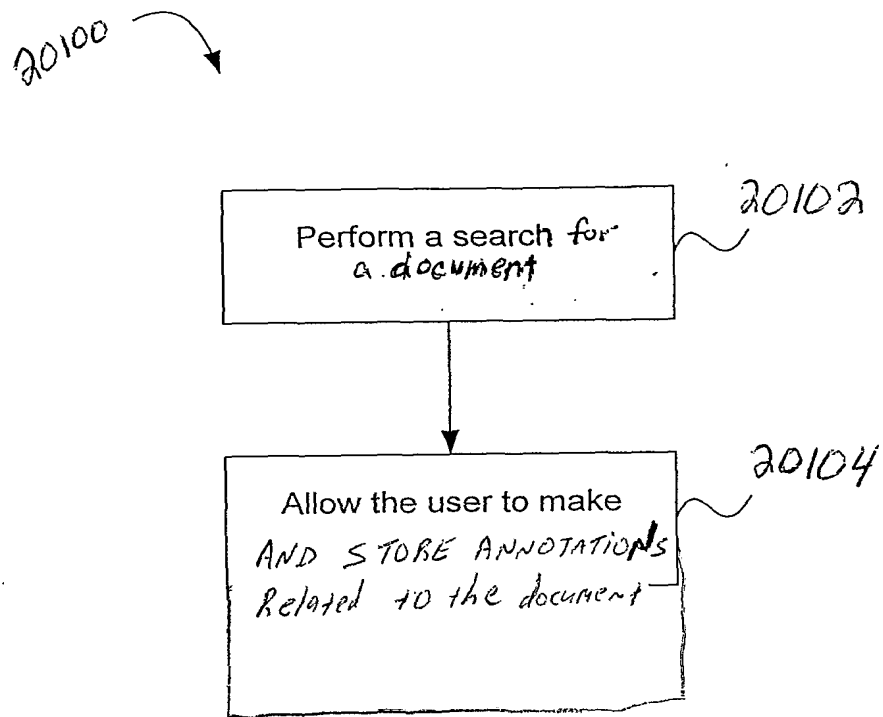 20100
20102
Perform a search for
a document
20104
Allow the user to make
AND STORE ANNOTATIONS
Related to the document